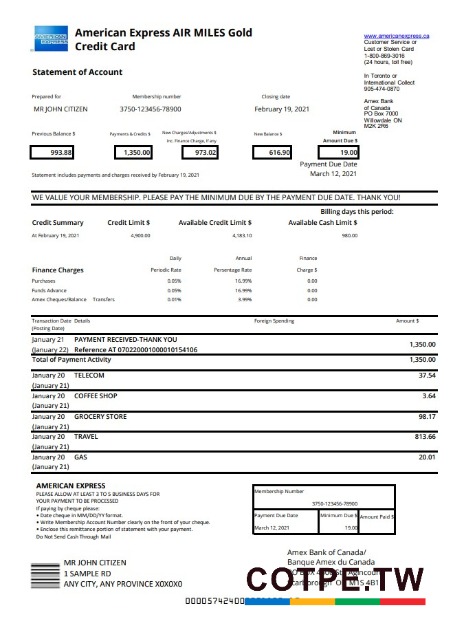 AMERICAN EXPRESS
American Express AIR MILES Gold
Credit Card
www.americanexpress.ca
Customer Service or
Lost or Stolen Card
1-800-869-3016
(24 hours, toll free)
Statement of Account
In Toronto or
International Collect
905-474-0870
Prepared for Membership number Closing date
MR JOHN CITIZEN 3750-123456-78900 February 19, 2021
Amex Bank
of Canada
PO Box 7000
Willowdale ON
M2K 2R6
Previous Balance $ Payments & Credits $ New Charges/Adjustments $ New Balance $ Minimum
inc. Finance Charge, if any Amount Due $
993.88 1,350.00 973.02 616.90 19.00
Payment Due Date
Statement includes payments and charges received by February 19, 2021 March 12, 2021
WE VALUE YOUR MEMBERSHIP. PLEASE PAY THE MINIMUM DUE BY THE PAYMENT DUE DATE. THANK YOU!
Billing days this period:
Credit Summary Credit Limit $ Available Credit Limit $ Available Cash Limit $
At February 19, 2021 4,900.00 4,383.10 980.00
Daily Annual Finance
Finance Charges Periodic Rate Persentage Rate Charge $
Purchases 0.05% 16.99% 0.00
Funds Advance 0.05% 16.99% 0.00
Amex Cheques/Balance Transfers 0.01% 3.99% 0.00
Transaction Date Details Foreign Spending Amount $
(Posting Date)
January 21 PAYMENT RECEIVED-THANK YOU 1,350.00
(January 22) Reference AT 070220001000010154106
Total of Payment Activity 1,350.00
January 20 TELECOM 37.54
(January 21)
January 20 COFFEE SHOP 3.64
(January 21)
January 20 GROCERY STORE 98.17
(January 21)
January 20 TRAVEL 813.66
(January 21)
January 20 GAS 20.01
(January 21)
AMERICAN EXPRESS
PLEASE ALLOW AT LEAST 3 TO 5 BUSINESS DAYS FOR
YOUR PAYMENT TO BE PROCESSED
If paying by cheque please:
• Date cheque in MM/DD/YY format.
• Write Membership Account Number clearly on the front of your cheque.
• Enclose this remittance portion of statement with your payment.
Do Not Send Cash Through Mail
Membership Number
3750-123456-78900
Payment Due Date Minimum Due $ Amount Paid $
March 12, 2021 19.00
MR JOHN CITIZEN
1 SAMPLE RD
ANY CITY, ANY PROVINCE X0X0X0
Amex Bank of Canada/
Banque Amex du Canada
M1S 4B1
COTPE.TW